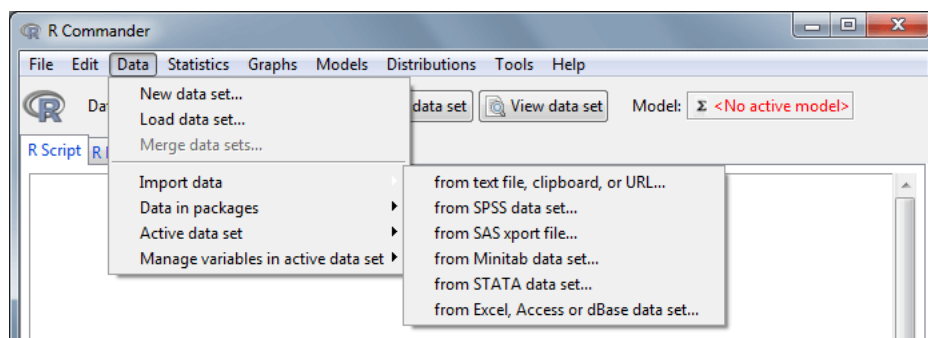 R Commander
File Edit Data Statistics Graphs Models Distributions Tools Help
R Da data set View data set Model: Σ <No active model>
R Script R
New data set...
Load data set...
Merge data sets...
Import data
Data in packages
Active data set
Manage variables in active data set
from text file, clipboard, or URL...
from SPSS data set...
from SAS xport file...
from Minitab data set...
from STATA data set...
from Excel, Access or dBase data set...